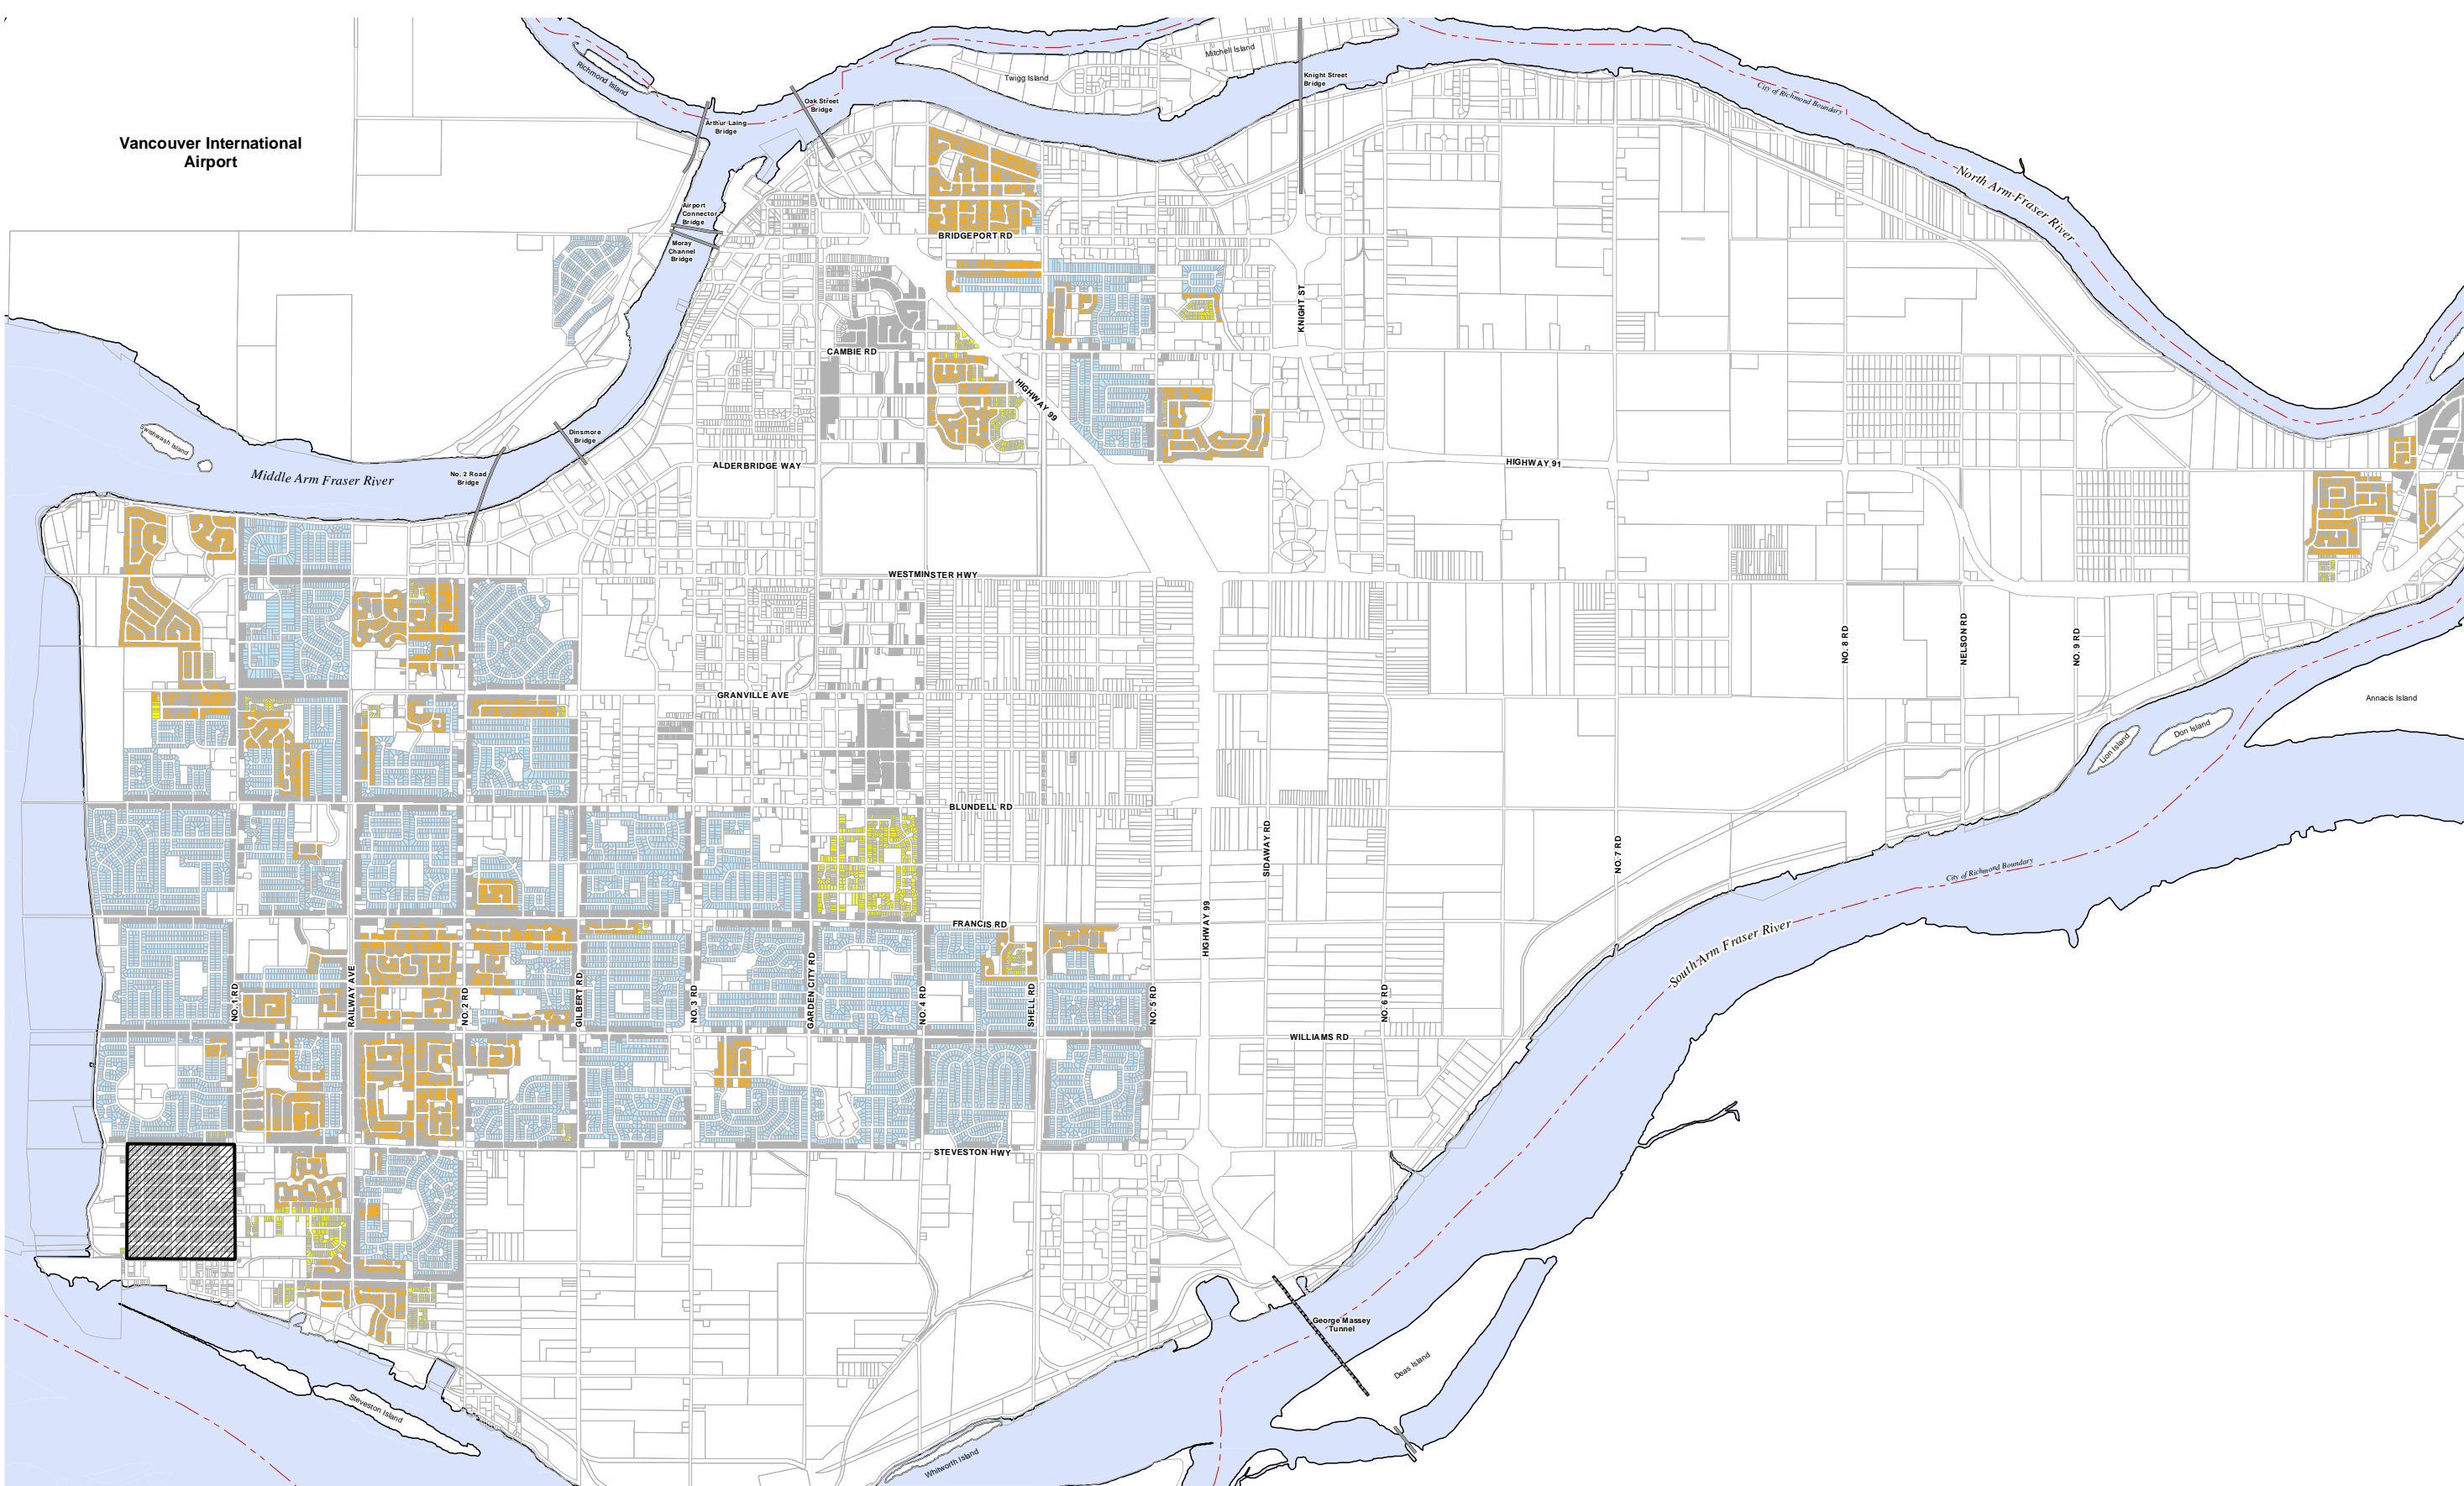 Mitchell Island
Richmond Island
Twigg Island
Knight Street
Bridge
City of Richmond Boundary
Oak Street
Bridge
Arthur Laing
Bridge
Vancouver International
Airport
North Arm Fraser River
Airport
Connector
Bridge
Moray
Channel
Bridge
BRIDGEPORT RD
KNIGHT ST
CAMBIE RD
HIGHWAY 99
Swishwash Island
Dinsmore
Bridge
No. 2 Road
Bridge
Middle Arm Fraser River
ALDERBRIDGE WAY
HIGHWAY 91
WESTMINSTER HWY
NO. 8 RD
NELSON RD
NO. 9 RD
GRANVILLE AVE
Annacis Island
Don Island
Lion Island
BLUNDELL RD
SIDAWAY RD
NO. 7 RD
City of Richmond Boundary
FRANCIS RD
HIGHWAY 99
South Arm Fraser River
NO. 1 RD
RAILWAY AVE
NO. 2 RD
GILBERT RD
NO. 3 RD
GARDEN CITY RD
NO. 4 RD
SHELL RD
NO. 5 RD
NO. 6 RD
WILLIAMS RD
STEVESTON HWY
George Massey
Tunnel
Deas Island
Steveston Island
Whitworth Island